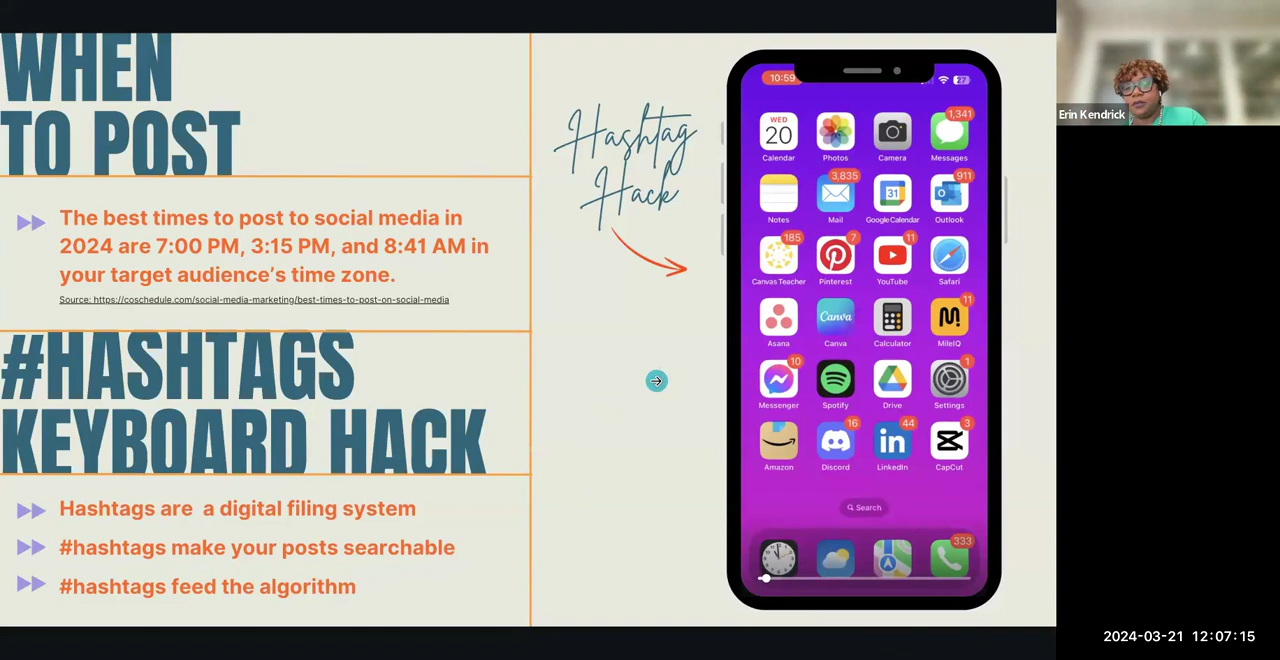 WHEN
TO POST
The best times to post to social media in
2024 are 7:00 PM, 3:15 PM, and 8:41 AM in
your target audience's time zone.
Source: https://coschedule.com/social-media-marketing/best-times-to-post-on-social-media
#HASHTAGS
KEYBOARD HACK
Hashtags are a digital filing system
#hashtags make your posts searchable
#hashtags feed the algorithm
Hashtag
Hack
10:59
27
WED
20
1,341
Calendar
Photos
Camera
Messages
3,835
31
911
Notes
Mail
Google Calendar
Outlook
185
7
11
Canvas Teacher
Pinterest
YouTube
Safari
Canva
11
Asana
Canva
Calculator
MileIQ
10
1
Messenger
Spotify
Drive
Settings
16
44
3
in
Amazon
Discord
LinkedIn
CapCut
Search
333
Erin Kendrick
2024-03-21 12:07:15